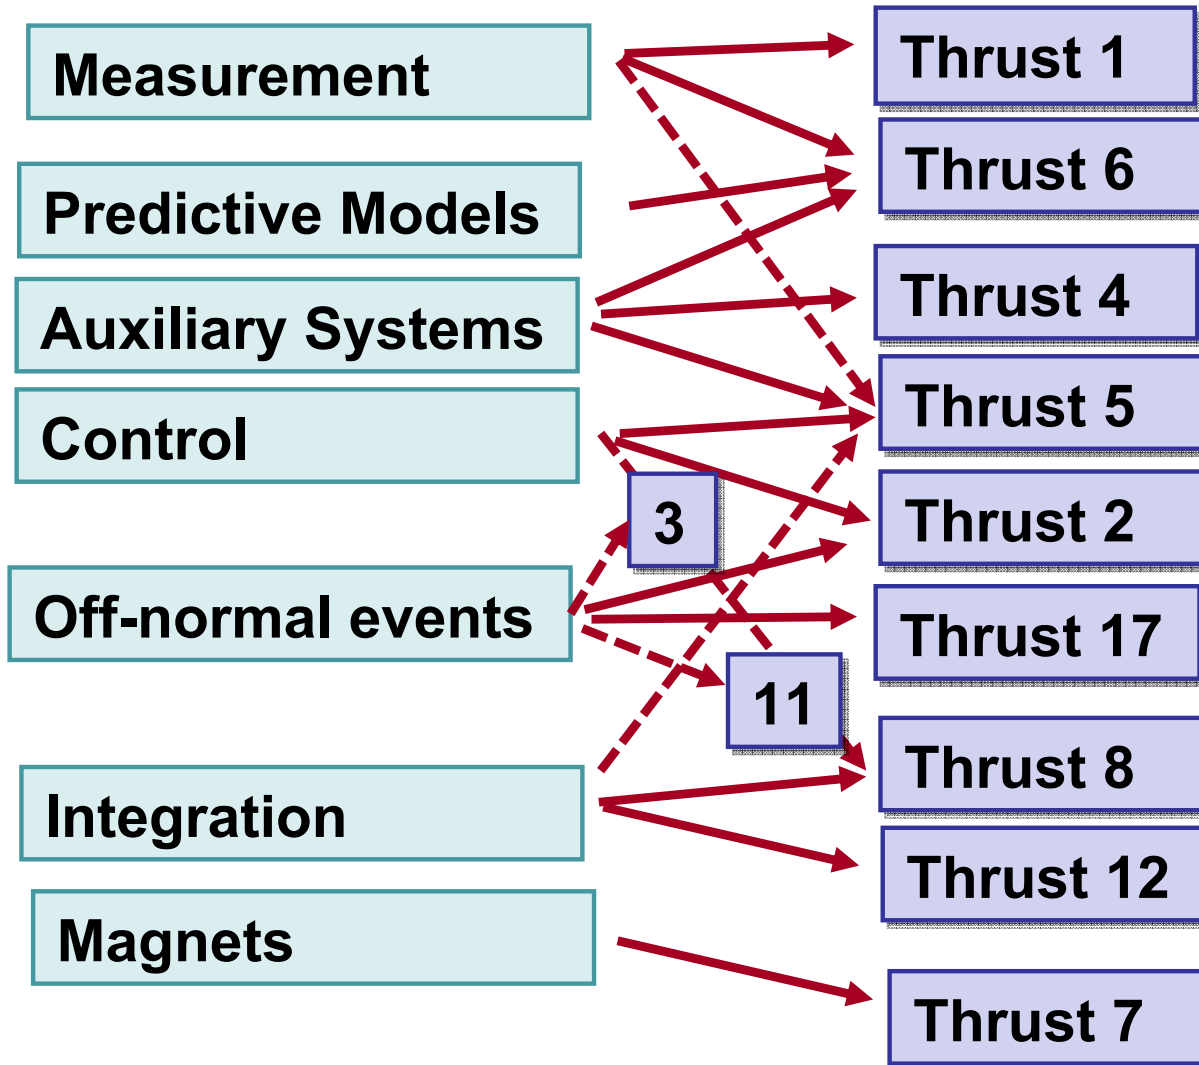 Measurement
Predictive Models
Auxiliary Systems
Control
Off-normal events
Integration
Magnets
3
11
Thrust 1
Thrust 6
Thrust 4
Thrust 5
Thrust 2
Thrust 17
Thrust 8
Thrust 12
Thrust 7